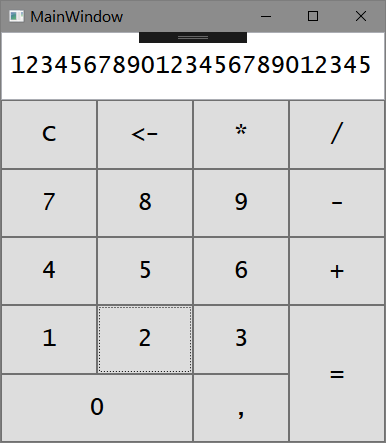 MainWindow
1234567890123456789012345
C <- * /
7 8 9 -
4 5 6 +
1 2 3
=
0 ,